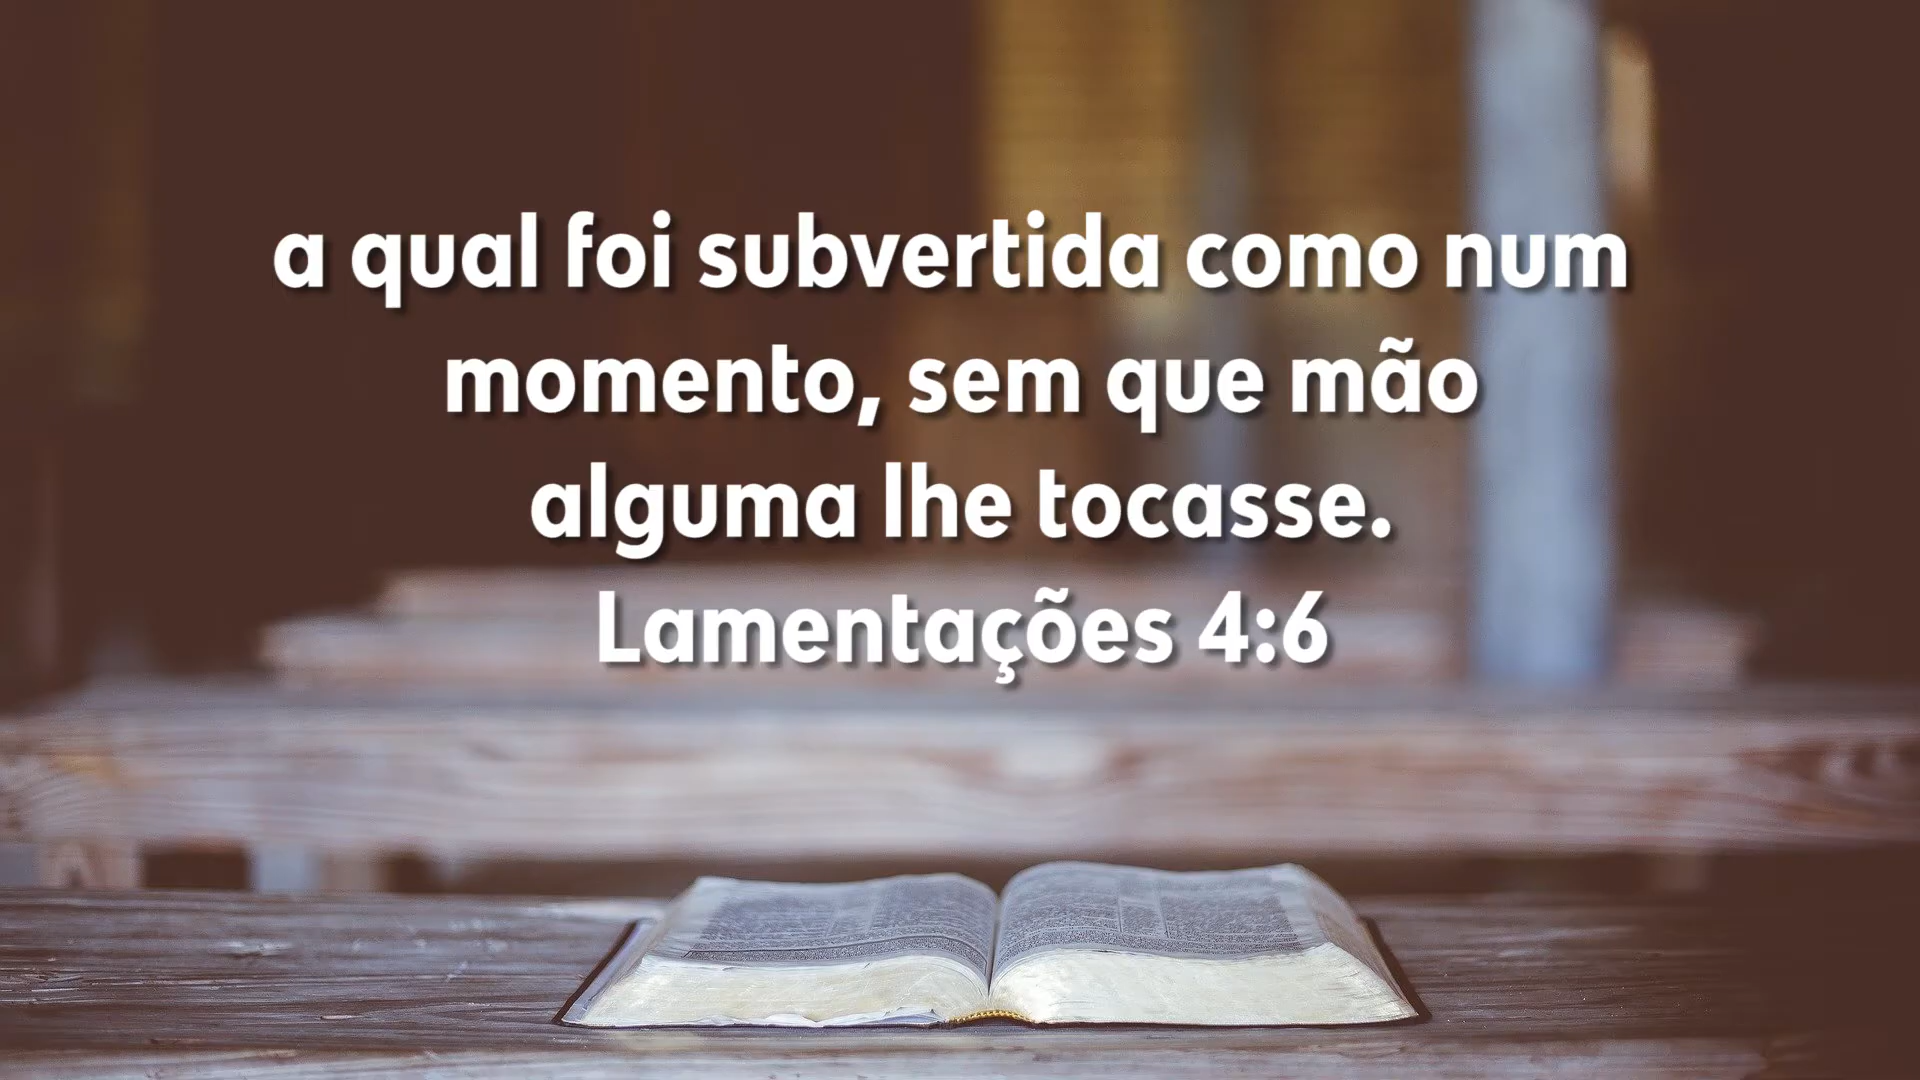 a qual foi subvertida como num
momento, sem que mão
alguma lhe tocasse.
Lamentações 4:6